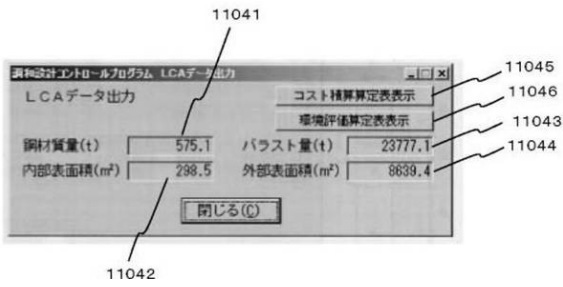 11041
調和設計コントロールプログラム LCAデータ出力
LCAデータ出力
コスト積算算定表表示
11045
環境評価算定表表示
11046
鋼材質量(t) 575.1 バラスト量(t) 23777.1
11043
内部表面積(m²) 298.5 外部表面積(m²) 8639.4
11044
閉じる(C)
11042